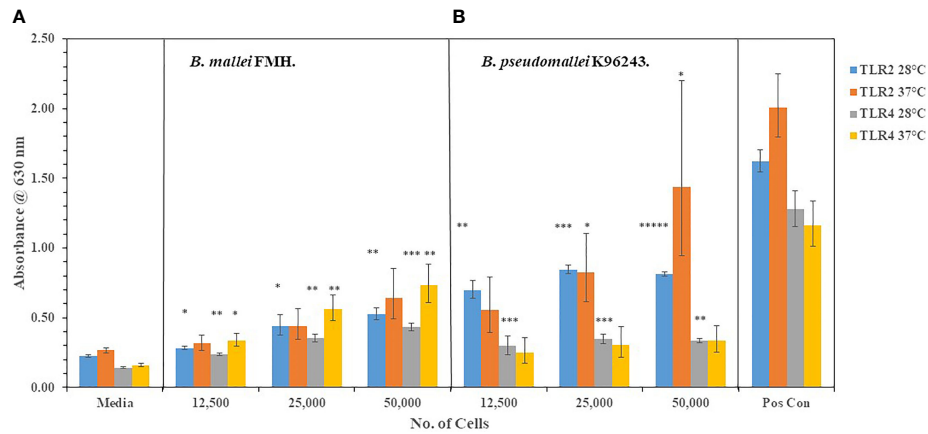 A
B
2.50
2.00
1.50
1.00
0.50
0.00
Absorbance @ 630 nm
B. mallei FMH.
B. pseudomallei K96243.
*
** *
*
** **
** *** **
**
***
*** *
***
*****
*
**
TLR2 28°C
TLR2 37°C
TLR4 28°C
TLR4 37°C
Media 12,500 25,000 50,000 12,500 25,000 50,000 Pos Con
No. of Cells